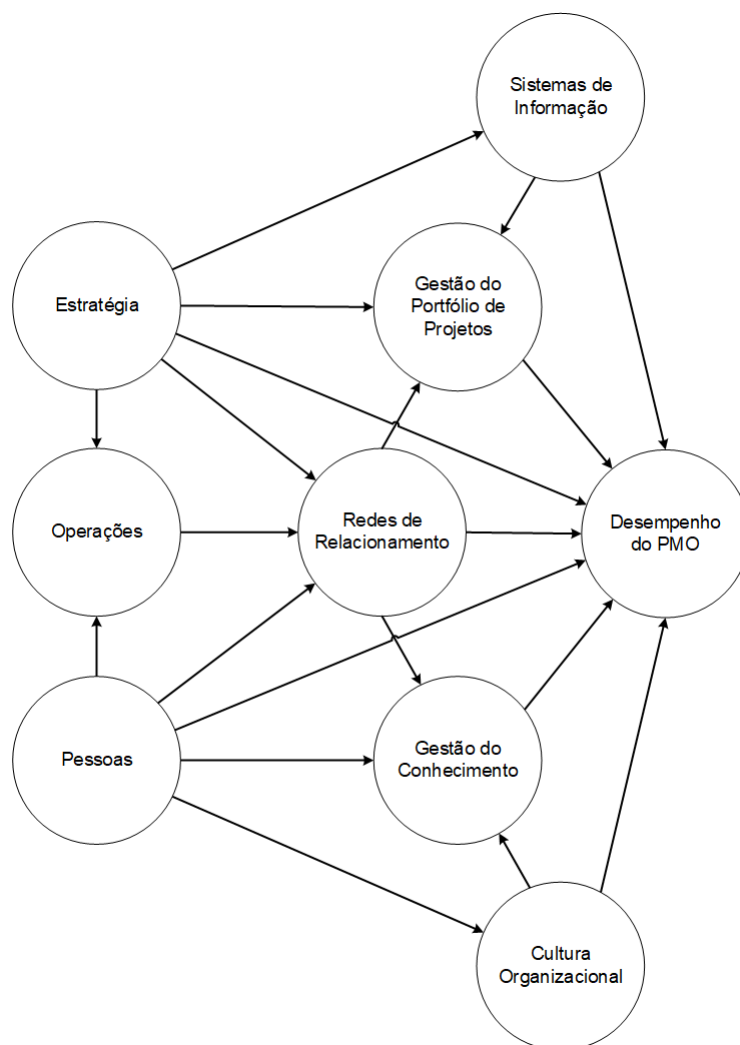 Sistemas de
Informação
Gestão do
Portfólio de
Projetos
Estratégia
Operações
Redes de
Relacionamento
Desempenho
do PMO
Pessoas
Gestão do
Conhecimento
Cultura
Organizacional